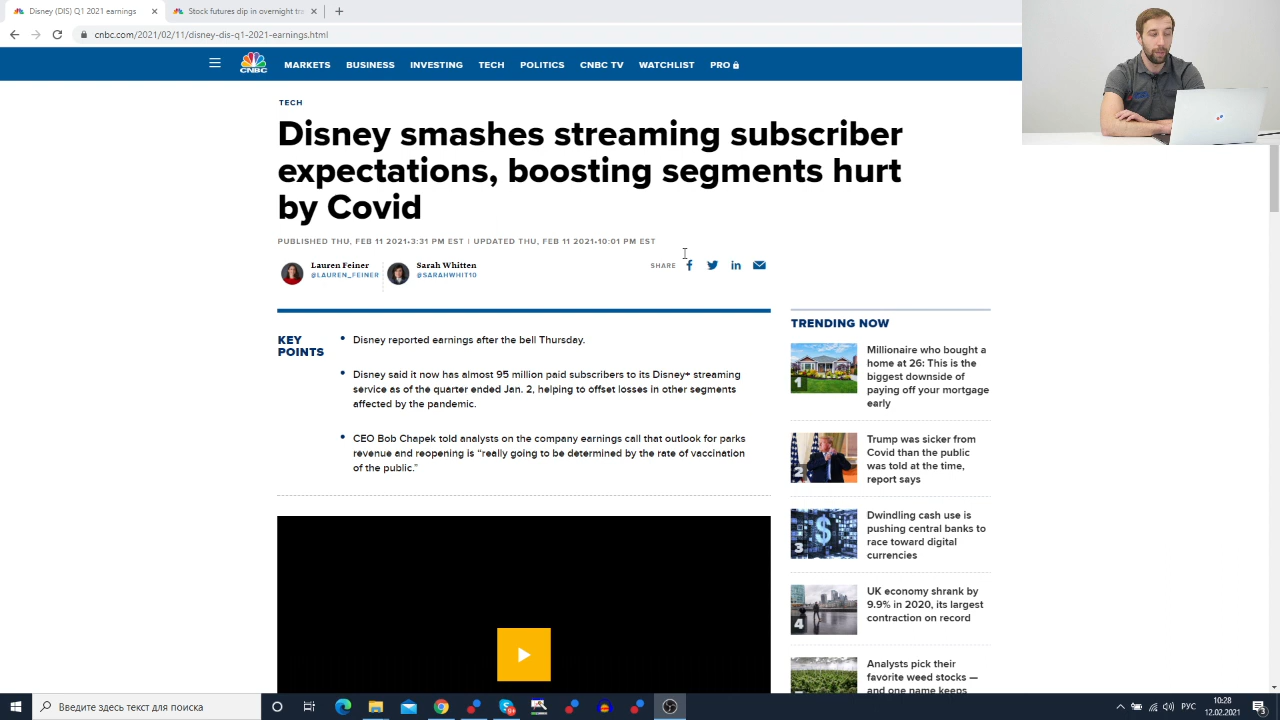 Disney (DIS) Q1 2021 earnings
Stock futures dip in overnight tr
cnbc.com/2021/02/11/disney-dis-q1-2021-earnings.html
CNBC
MARKETS BUSINESS INVESTING TECH POLITICS CNBC TV WATCHLIST PRO
TECH
Disney smashes streaming subscriber
expectations, boosting segments hurt
by Covid
PUBLISHED THU, FEB 11 2021•3:31 PM EST | UPDATED THU, FEB 11 2021•10:01 PM EST
Lauren Feiner
@LAUREN_FEINER
Sarah Whitten
@SARAHWHIT10
SHARE
KEY
POINTS
• Disney reported earnings after the bell Thursday.
• Disney said it now has almost 95 million paid subscribers to its Disney+ streaming
service as of the quarter ended Jan. 2, helping to offset losses in other segments
affected by the pandemic.
• CEO Bob Chapek told analysts on the company earnings call that outlook for parks
revenue and reopening is “really going to be determined by the rate of vaccination
of the public.”
TRENDING NOW
1
Millionaire who bought a
home at 26: This is the
biggest downside of
paying off your mortgage
early
2
Trump was sicker from
Covid than the public
was told at the time,
report says
3
Dwindling cash use is
pushing central banks to
race toward digital
currencies
4
UK economy shrank by
9.9% in 2020, its largest
contraction on record
Analysts pick their
favorite weed stocks —
and one name keeps
Введите здесь текст для поиска
РУС
10:28
12.02.2021